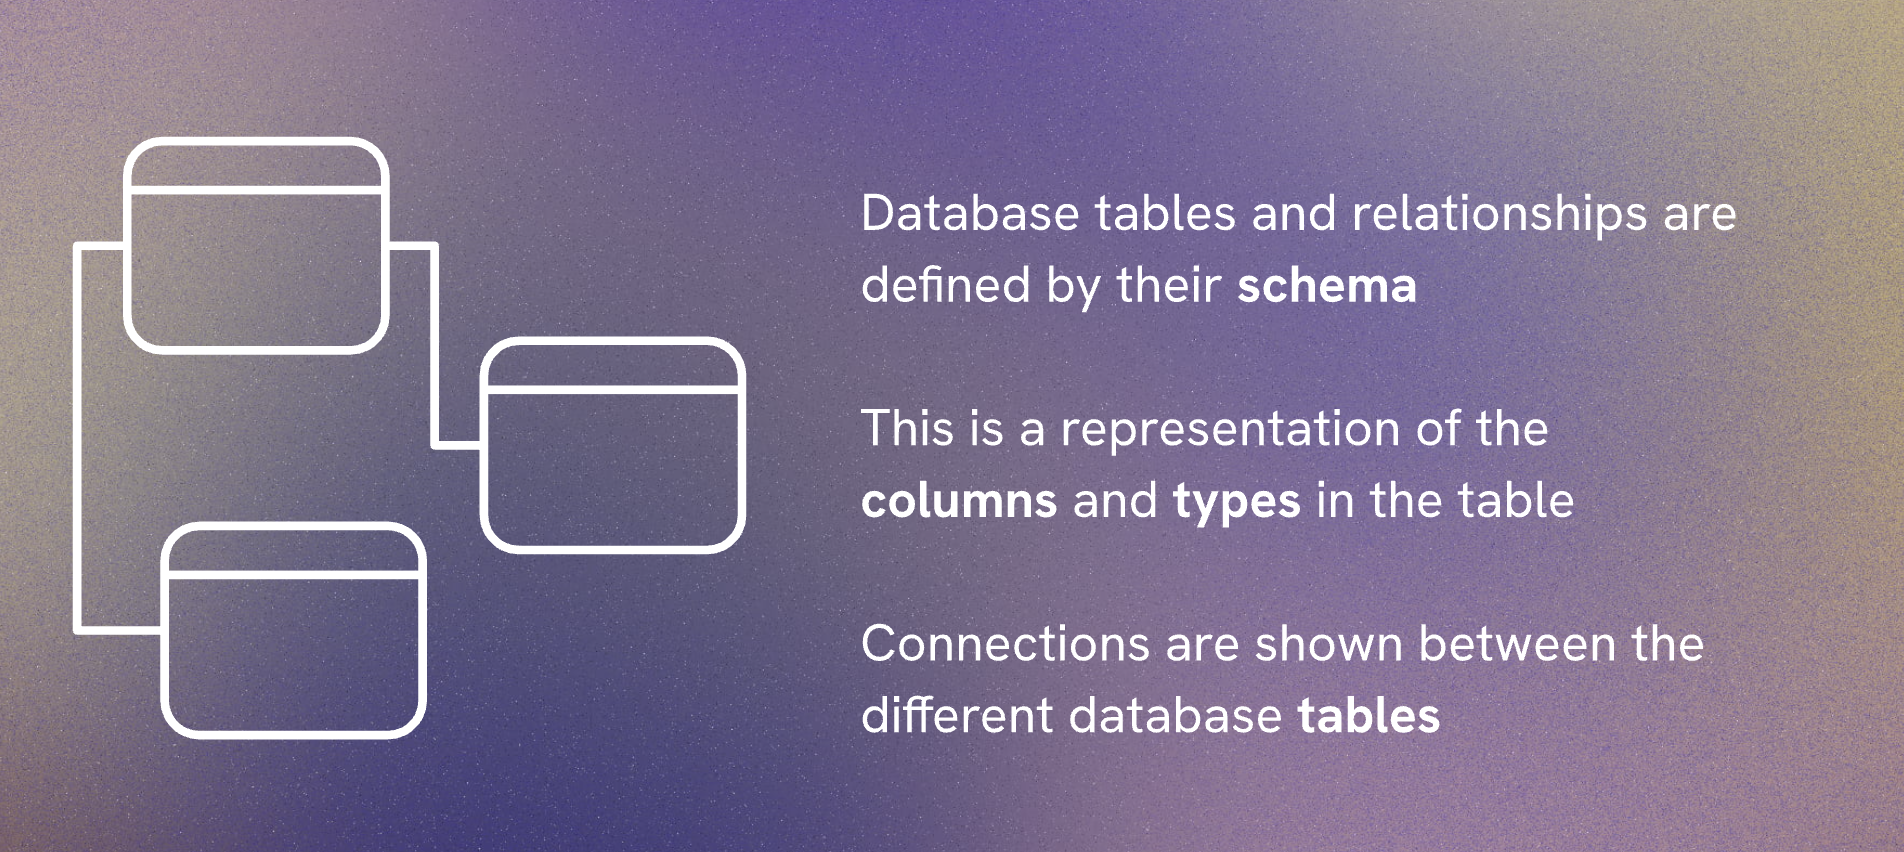 Database tables and relationships are
defined by their schema
This is a representation of the
columns and types in the table
Connections are shown between the
different database tables